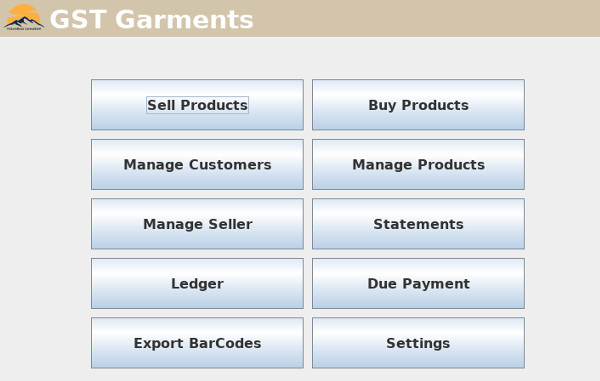 GST Garments
Sell Products
Buy Products
Manage Customers
Manage Products
Manage Seller
Statements
Ledger
Due Payment
Export BarCodes
Settings